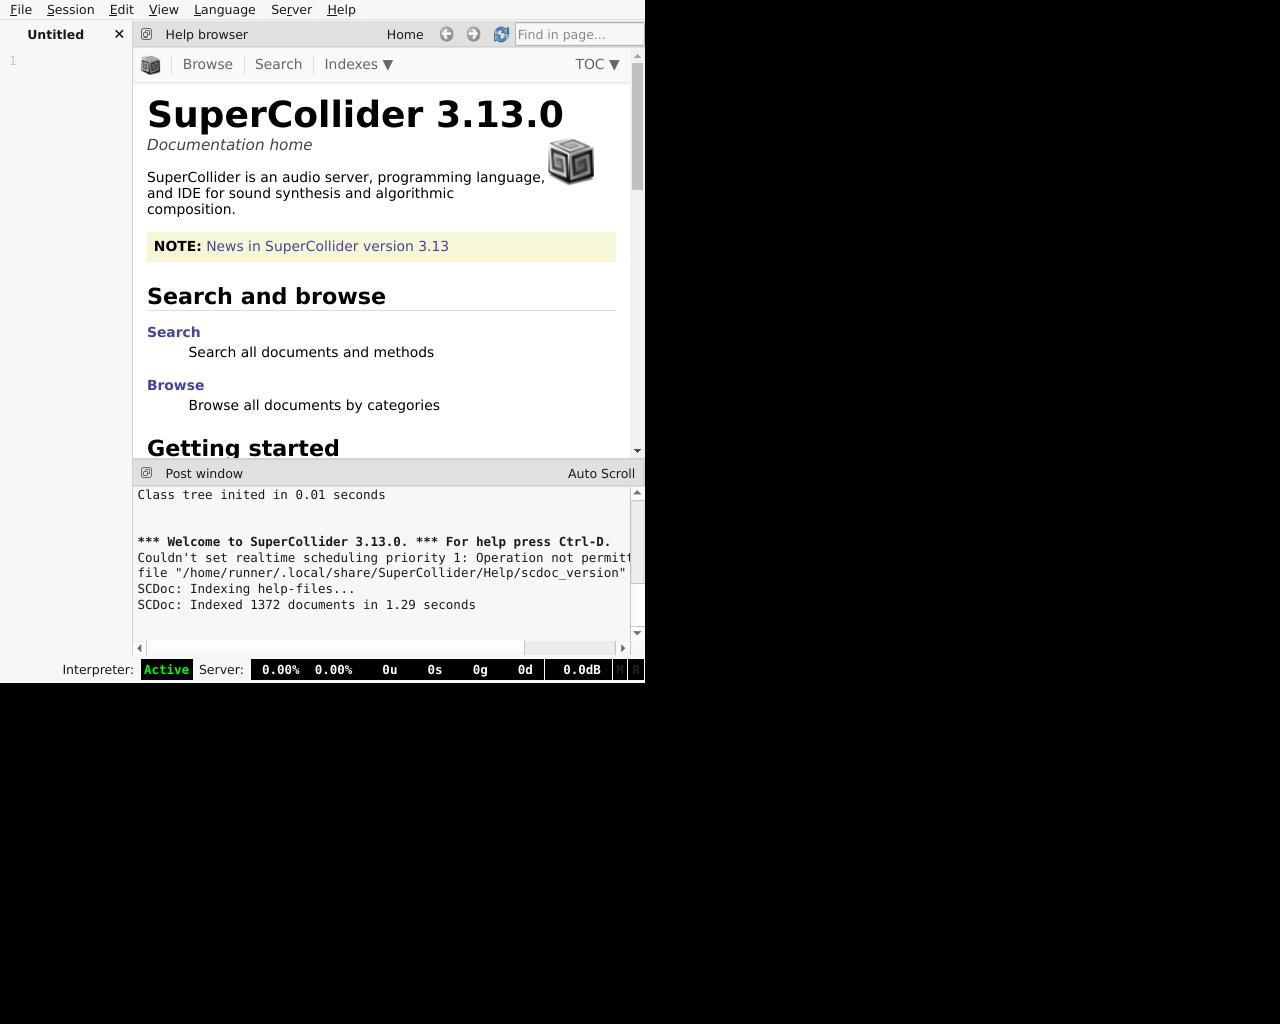 File Session Edit View Language Server Help
Untitled ✕
1
Help browser Home Find in page...
Browse Search Indexes ▼ TOC ▼
SuperCollider 3.13.0
Documentation home
SuperCollider is an audio server, programming language,
and IDE for sound synthesis and algorithmic
composition.
NOTE: News in SuperCollider version 3.13
Search and browse
Search
Search all documents and methods
Browse
Browse all documents by categories
Getting started
Post window Auto Scroll
Class tree inited in 0.01 seconds
*** Welcome to SuperCollider 3.13.0. *** For help press Ctrl-D.
Couldn't set realtime scheduling priority 1: Operation not permitt
file "/home/runner/.local/share/SuperCollider/Help/scdoc_version"
SCDoc: Indexing help-files...
SCDoc: Indexed 1372 documents in 1.29 seconds
Interpreter: Active Server: 0.00% 0.00% 0u 0s 0g 0d 0.0dB M R